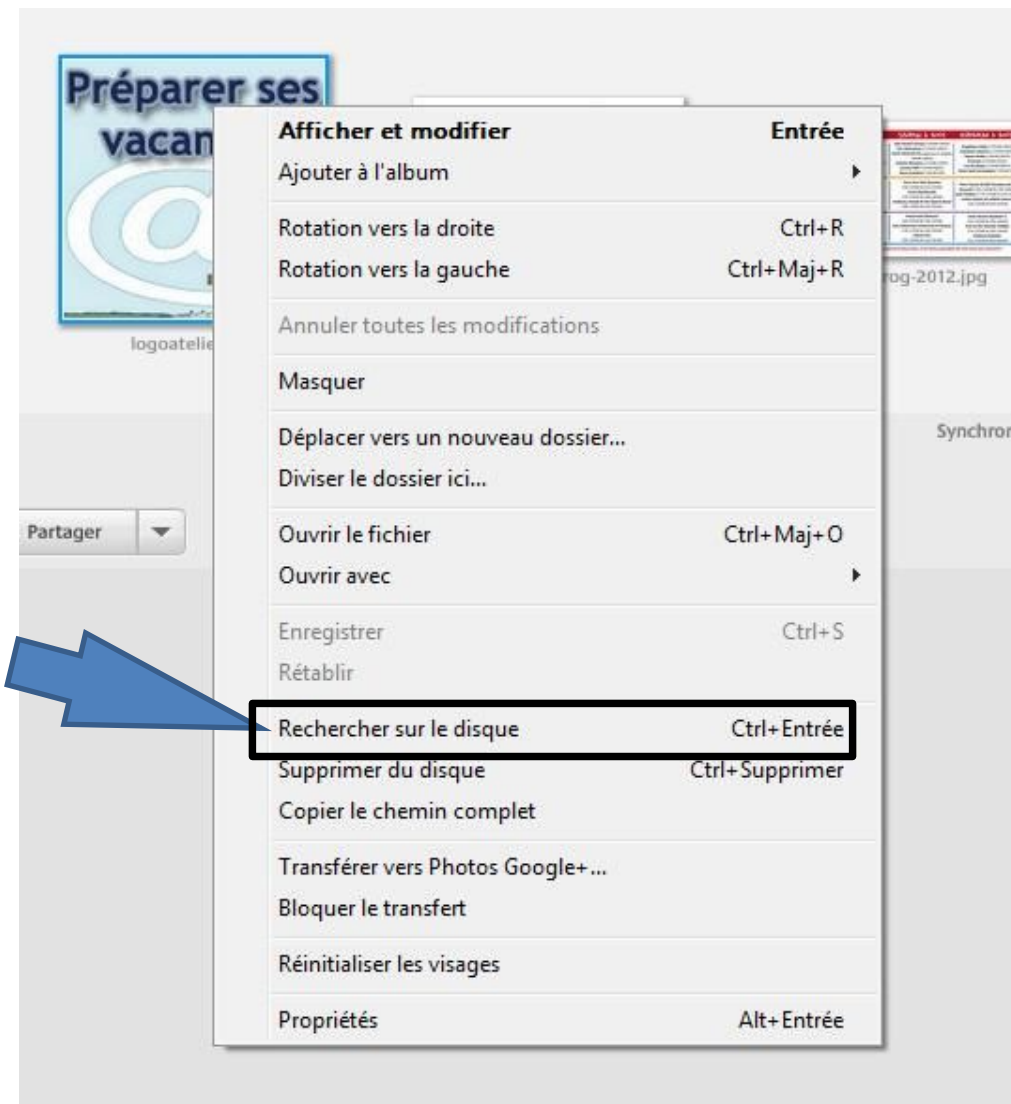 Préparer ses
vacan
logoatelie
Afficher et modifier Entrée
Ajouter à l'album
Rotation vers la droite Ctrl+R
Rotation vers la gauche Ctrl+Maj+R
Annuler toutes les modifications
Masquer
Déplacer vers un nouveau dossier...
Diviser le dossier ici...
Ouvrir le fichier Ctrl+Maj+O
Ouvrir avec
Enregistrer Ctrl+S
Rétablir
Rechercher sur le disque Ctrl+Entrée
Supprimer du disque Ctrl+Supprimer
Copier le chemin complet
Transférer vers Photos Google+...
Bloquer le transfert
Réinitialiser les visages
Propriétés Alt+Entrée
rog-2012.jpg
Synchron
Partager